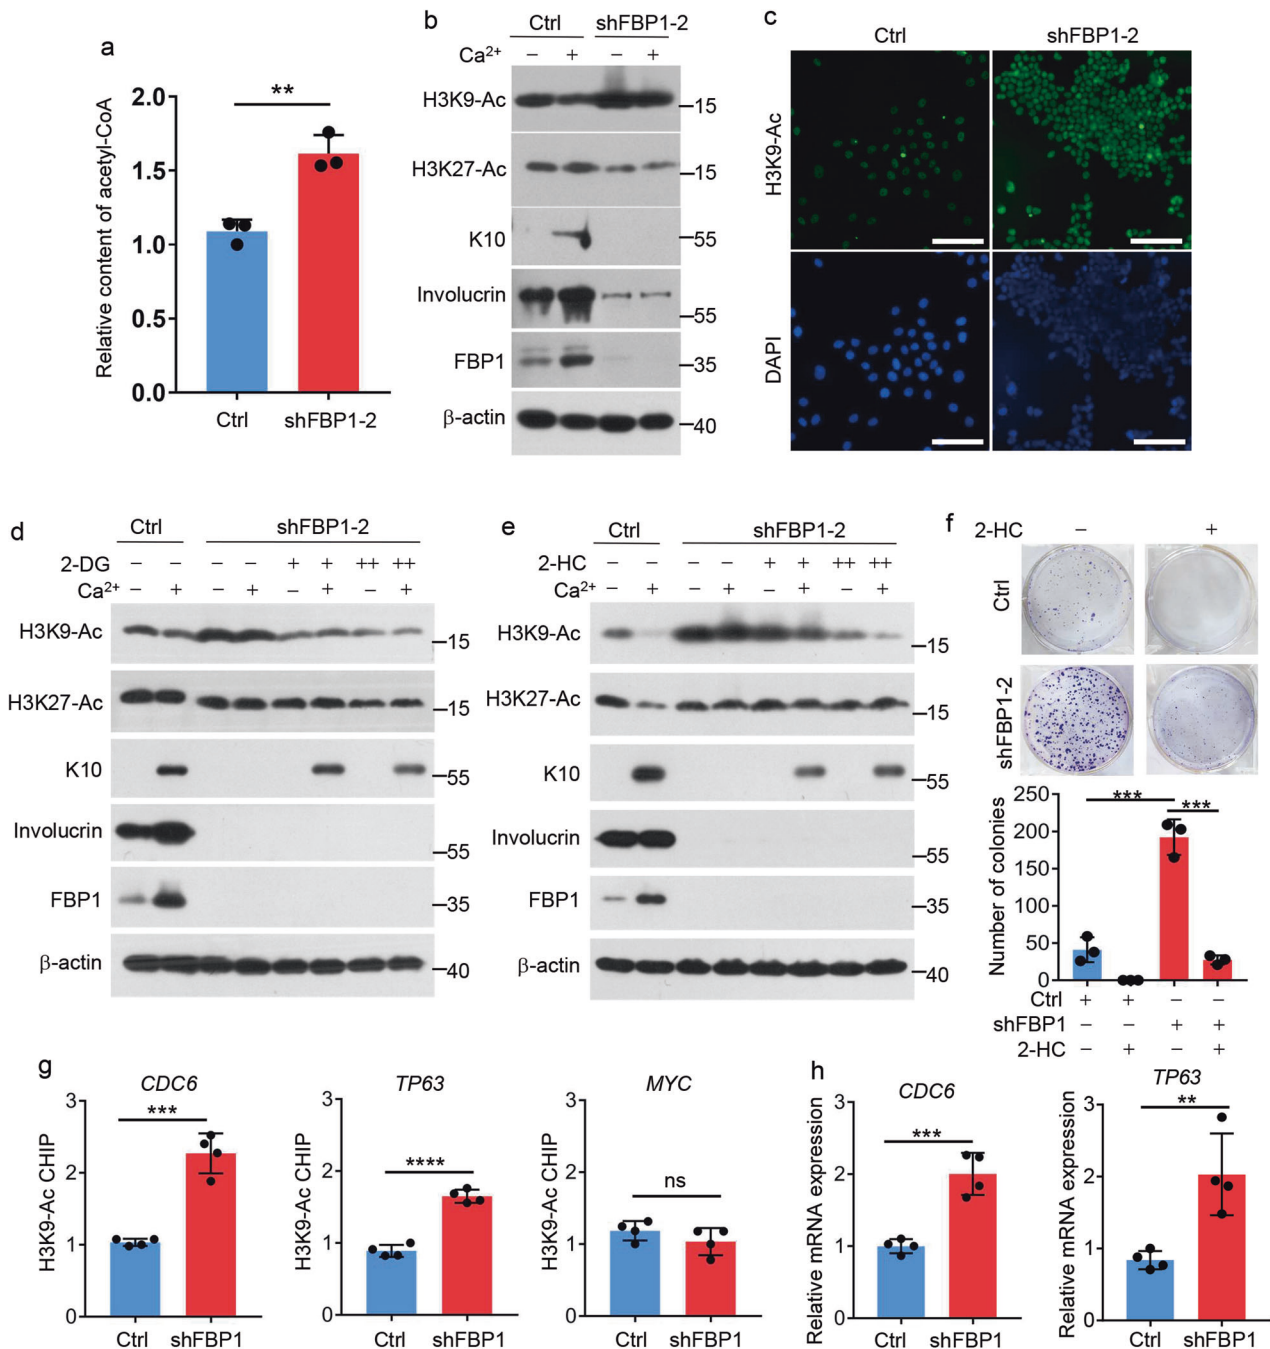 a
Relative content of acetyl-CoA
**
2.0
1.5
1.0
0.5
0.0
Ctrl shFBP1-2
b
Ctrl shFBP1-2
Ca2+ – + – +
H3K9-Ac –15
H3K27-Ac –15
K10 –55
Involucrin –55
FBP1 –35
β-actin –40
c
Ctrl shFBP1-2
H3K9-Ac
DAPI
d
Ctrl shFBP1-2
2-DG – – – – + + ++ ++
Ca2+ – + – + – + – +
H3K9-Ac –15
H3K27-Ac –15
K10 –55
Involucrin –55
FBP1 –35
β-actin –40
e
Ctrl shFBP1-2
2-HC – – – – + + ++ ++
Ca2+ – + – + – + – +
H3K9-Ac –15
H3K27-Ac –15
K10 –55
Involucrin –55
FBP1 –35
β-actin –40
f
2-HC – +
Ctrl
shFBP1-2
Number of colonies
*** ***
250
200
150
100
50
0
Ctrl + + – –
shFBP1 – – + +
2-HC – + – +
g
CDC6
H3K9-Ac CHIP
***
3
2
1
0
Ctrl shFBP1
TP63
H3K9-Ac CHIP
****
3
2
1
0
Ctrl shFBP1
MYC
H3K9-Ac CHIP
ns
3
2
1
0
Ctrl shFBP1
h
CDC6
Relative mRNA expression
***
3
2
1
0
Ctrl shFBP1
TP63
Relative mRNA expression
**
3
2
1
0
Ctrl shFBP1